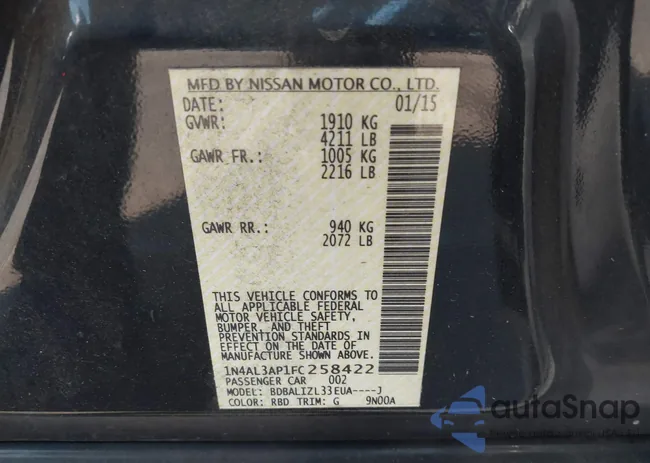 MFD BY NISSAN MOTOR CO., LTD.
DATE: 01/15
GVWR: 1910 KG
4211 LB
GAWR FR.: 1005 KG
2216 LB
GAWR RR.: 940 KG
2072 LB
THIS VEHICLE CONFORMS TO
ALL APPLICABLE FEDERAL
MOTOR VEHICLE SAFETY,
BUMPER, AND THEFT
PREVENTION STANDARDS IN
EFFECT ON THE DATE OF
MANUFACTURE SHOWN ABOVE.
1N4AL3AP1FC258422
PASSENGER CAR 002
MODEL: BDBALIZL33EUA----J
COLOR: RBD TRIM: G 9N00A
autoSnap